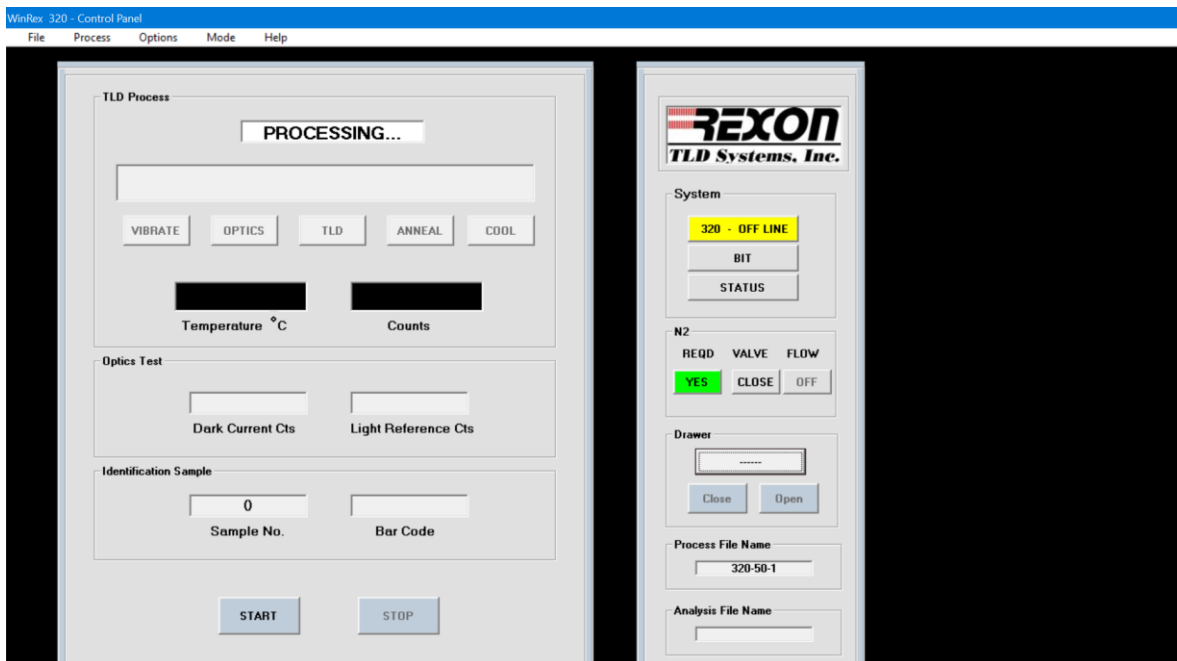 WinRex 320 - Control Panel
File Process Options Mode Help
TLD Process
PROCESSING...
VIBRATE OPTICS TLD ANNEAL COOL
Temperature °C Counts
Optics Test
Dark Current Cts Light Reference Cts
Identification Sample
0
Sample No. Bar Code
START STOP
REXON
TLD Systems, Inc.
System
320 - OFF LINE
BIT
STATUS
N2
REQD VALVE FLOW
YES CLOSE OFF
Drawer
------
Close Open
Process File Name
320-50-1
Analysis File Name